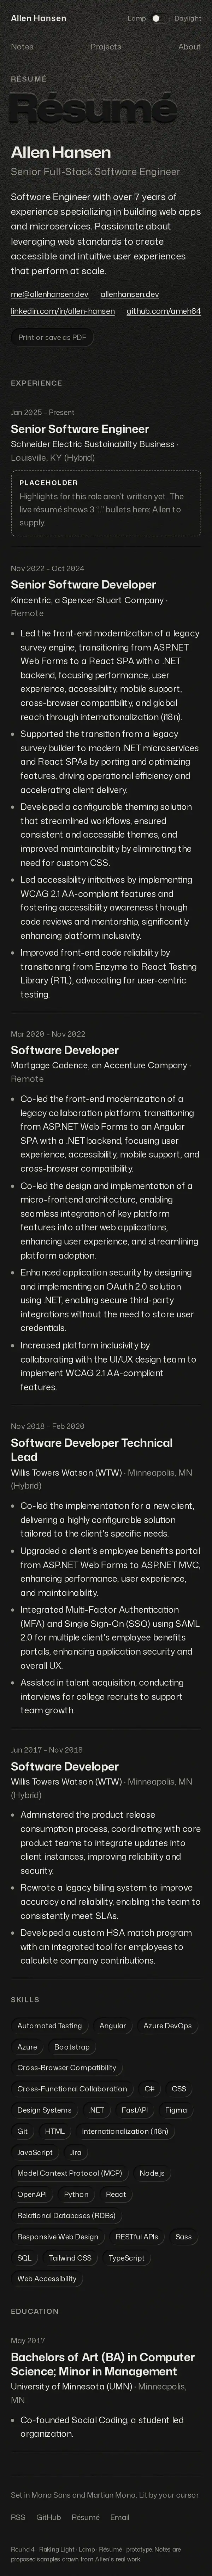 Allen Hansen
Lamp
Daylight
Notes
Projects
About
RÉSUMÉ
Résumé
Allen Hansen
Senior Full-Stack Software Engineer
Software Engineer with over 7 years of
experience specializing in building web apps
and microservices. Passionate about
leveraging web standards to create
accessible and intuitive user experiences
that perform at scale.
me@allenhansen.dev allenhansen.dev
linkedin.com/in/allen-hansen github.com/ameh64
Print or save as PDF
EXPERIENCE
Jan 2025 – Present
Senior Software Engineer
Schneider Electric Sustainability Business ·
Louisville, KY (Hybrid)
PLACEHOLDER
Highlights for this role aren't written yet. The
live résumé shows 3 "…" bullets here; Allen to
supply.
Nov 2022 – Oct 2024
Senior Software Developer
Kincentric, a Spencer Stuart Company ·
Remote
Led the front-end modernization of a legacy
survey engine, transitioning from ASP.NET
Web Forms to a React SPA with a .NET
backend, focusing performance, user
experience, accessibility, mobile support,
cross-browser compatibility, and global
reach through internationalization (i18n).
Supported the transition from a legacy
survey builder to modern .NET microservices
and React SPAs by porting and optimizing
features, driving operational efficiency and
accelerating client delivery.
Developed a configurable theming solution
that streamlined workflows, ensured
consistent and accessible themes, and
improved maintainability by eliminating the
need for custom CSS.
Led accessibility initiatives by implementing
WCAG 2.1 AA-compliant features and
fostering accessibility awareness through
code reviews and mentorship, significantly
enhancing platform inclusivity.
Improved front-end code reliability by
transitioning from Enzyme to React Testing
Library (RTL), advocating for user-centric
testing.
Mar 2020 – Nov 2022
Software Developer
Mortgage Cadence, an Accenture Company ·
Remote
Co-led the front-end modernization of a
legacy collaboration platform, transitioning
from ASP.NET Web Forms to an Angular
SPA with a .NET backend, focusing user
experience, accessibility, mobile support, and
cross-browser compatibility.
Co-led the design and implementation of a
micro-frontend architecture, enabling
seamless integration of key platform
features into other web applications,
enhancing user experience, and streamlining
platform adoption.
Enhanced application security by designing
and implementing an OAuth 2.0 solution
using .NET, enabling secure third-party
integrations without the need to store user
credentials.
Increased platform inclusivity by
collaborating with the UI/UX design team to
implement WCAG 2.1 AA-compliant
features.
Nov 2018 – Feb 2020
Software Developer Technical
Lead
Willis Towers Watson (WTW) · Minneapolis, MN
(Hybrid)
Co-led the implementation for a new client,
delivering a highly configurable solution
tailored to the client's specific needs.
Upgraded a client's employee benefits portal
from ASP.NET Web Forms to ASP.NET MVC,
enhancing performance, user experience,
and maintainability.
Integrated Multi-Factor Authentication
(MFA) and Single Sign-On (SSO) using SAML
2.0 for multiple client's employee benefits
portals, enhancing application security and
overall UX.
Assisted in talent acquisition, conducting
interviews for college recruits to support
team growth.
Jun 2017 – Nov 2018
Software Developer
Willis Towers Watson (WTW) · Minneapolis, MN
(Hybrid)
Administered the product release
consumption process, coordinating with core
product teams to integrate updates into
client instances, improving reliability and
security.
Rewrote a legacy billing system to improve
accuracy and reliability, enabling the team to
consistently meet SLAs.
Developed a custom HSA match program
with an integrated tool for employees to
calculate company contributions.
SKILLS
Automated Testing Angular Azure DevOps
Azure Bootstrap
Cross-Browser Compatibility
Cross-Functional Collaboration C# CSS
Design Systems .NET FastAPI Figma
Git HTML Internationalization (i18n)
JavaScript Jira
Model Context Protocol (MCP) Node.js
OpenAPI Python React
Relational Databases (RDBs)
Responsive Web Design RESTful APIs Sass
SQL Tailwind CSS TypeScript
Web Accessibility
EDUCATION
May 2017
Bachelors of Art (BA) in Computer
Science; Minor in Management
University of Minnesota (UMN) · Minneapolis,
MN
Co-founded Social Coding, a student led
organization.
Set in Mona Sans and Martian Mono. Lit by your cursor.
RSS GitHub Résumé Email
Round 4 · Raking Light · Lamp · Résumé · prototype. Notes are
proposed samples drawn from Allen's real work.